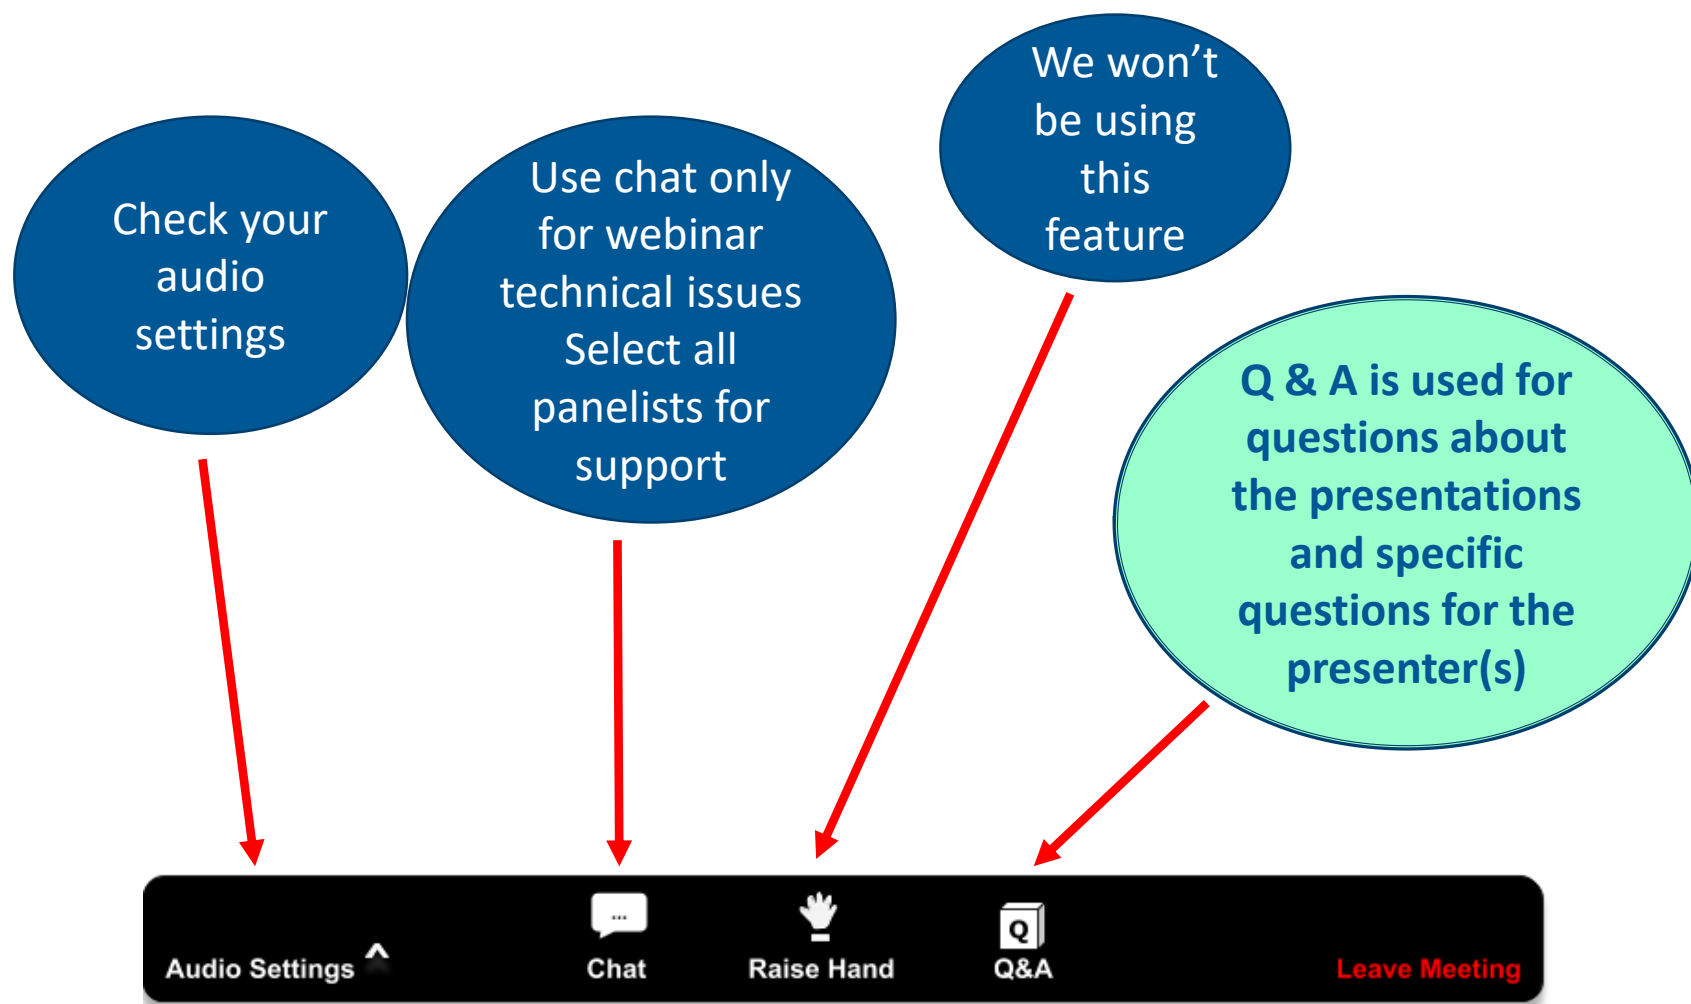 Check your
audio
settings
Use chat only
for webinar
technical issues
Select all
panelists for
support
We won’t
be using
this
feature
Q & A is used for
questions about
the presentations
and specific
questions for the
presenter(s)
Audio Settings ^
...
Chat
Raise Hand
Q
Q&A
Leave Meeting